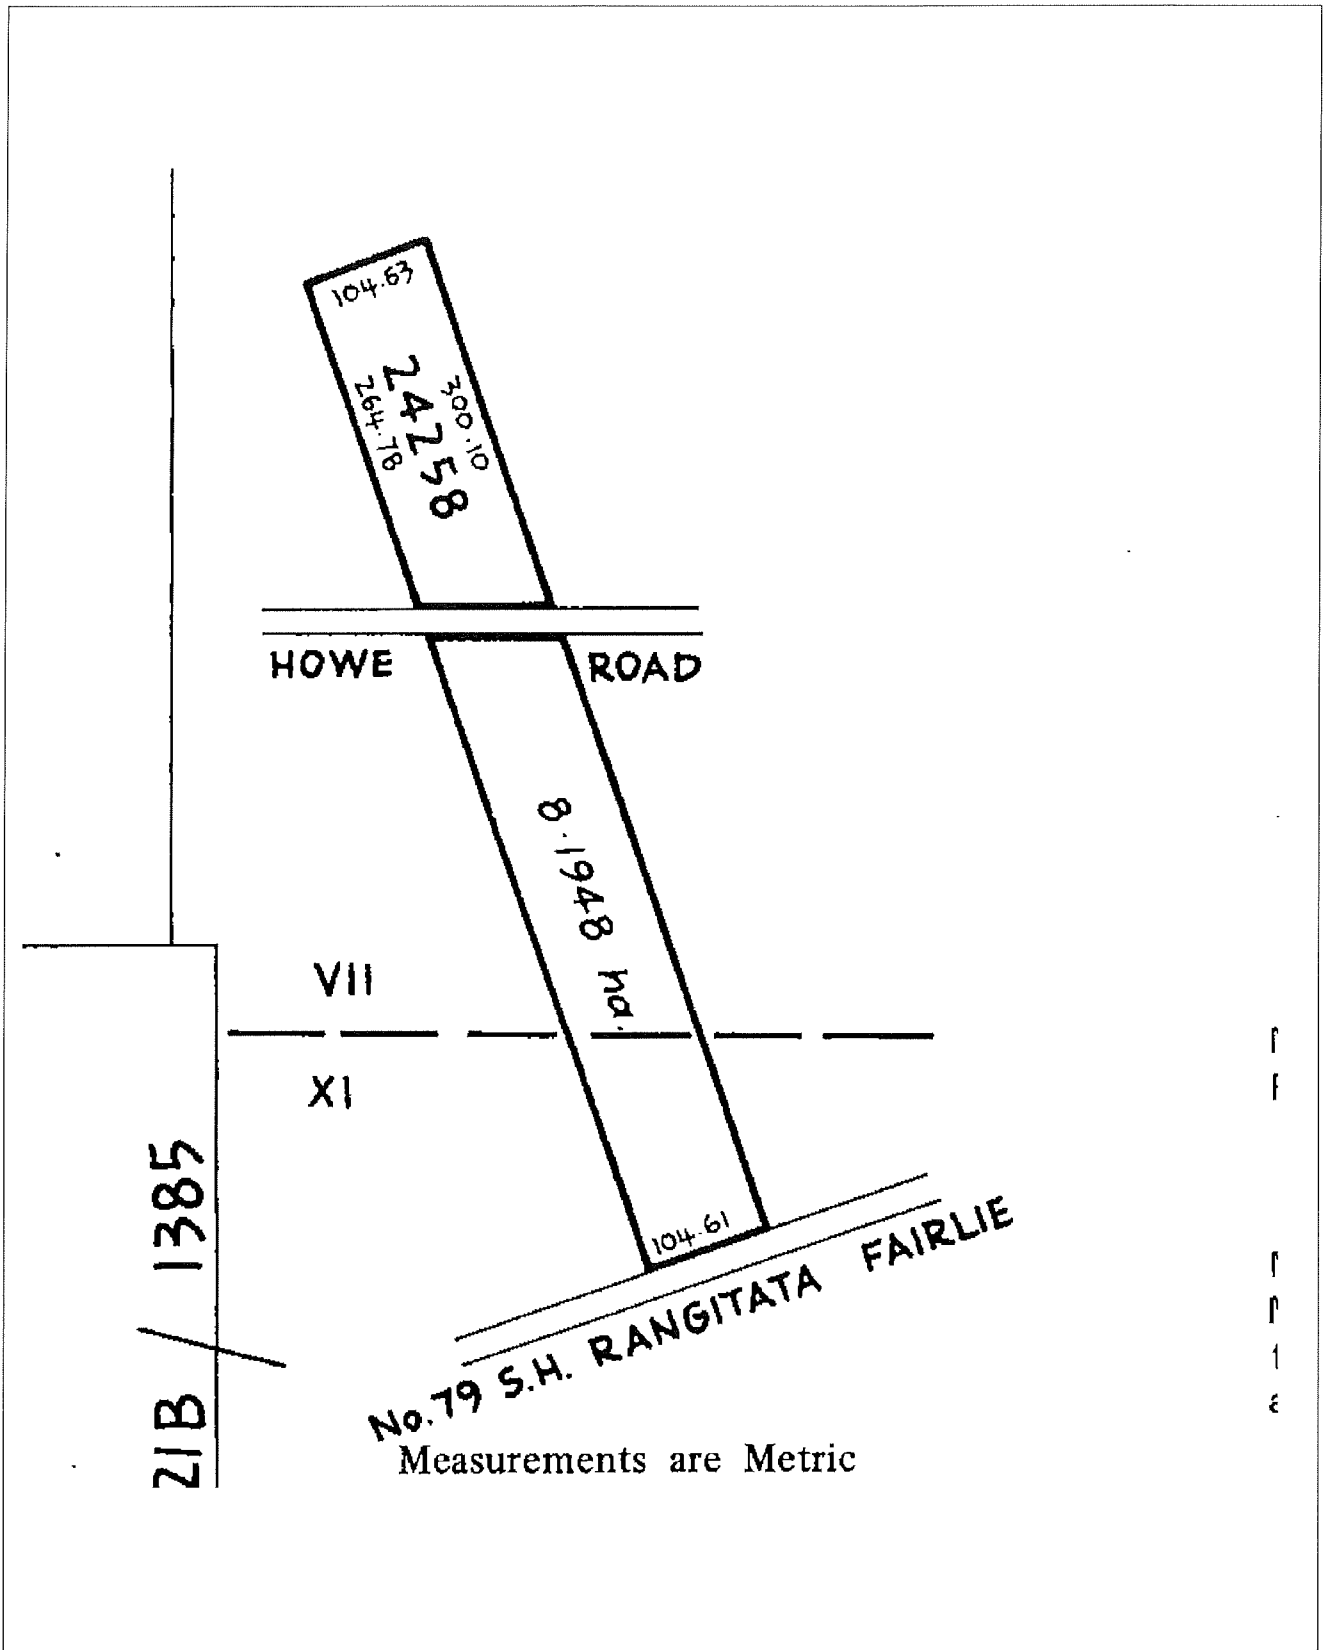 104.63
24258
300.10
264.78
HOWE ROAD
8.1948 ha.
VII
XI
104.61
No.79 S.H. RANGITATA FAIRLIE
21B 1385
Measurements are Metric